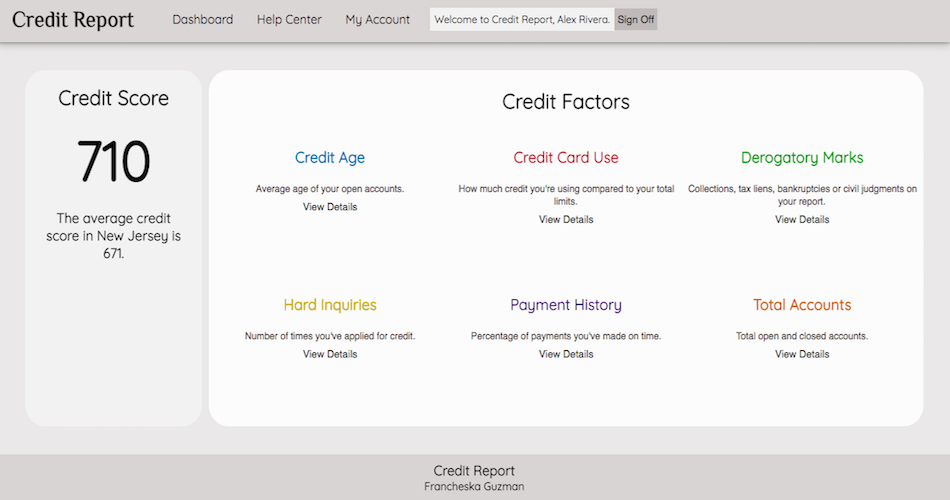 Credit Report
Dashboard
Help Center
My Account
Welcome to Credit Report, Alex Rivera.
Sign Off
Credit Score
710
The average credit
score in New Jersey is
671.
Credit Factors
Credit Age
Average age of your open accounts.
View Details
Credit Card Use
How much credit you're using compared to your total
limits.
View Details
Derogatory Marks
Collections, tax liens, bankruptcies or civil judgments on
your report.
View Details
Hard Inquiries
Number of times you've applied for credit.
View Details
Payment History
Percentage of payments you've made on time.
View Details
Total Accounts
Total open and closed accounts.
View Details
Credit Report
Francheska Guzman